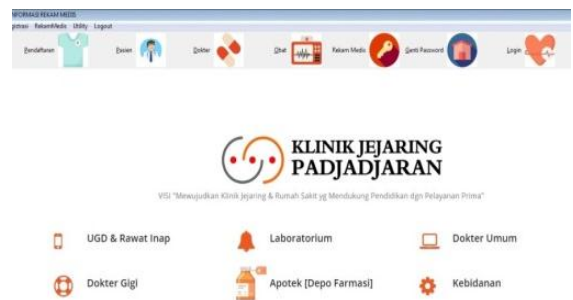 INFORMASI REKAM MEDIS
RekamMedis Utility Logout
Pendaftaran Pasien Dokter Obat Rekam Medis Ganti Password Login
KLINIK JEJARING
PADJADJARAN
VISI "Mewujudkan Klinik Jejaring & Rumah Sakit yg Mendukung Pendidikan dgn Pelayanan Prima"
UGD & Rawat Inap Laboratorium Dokter Umum
Dokter Gigi Apotek [Depo Farmasi] Kebidanan